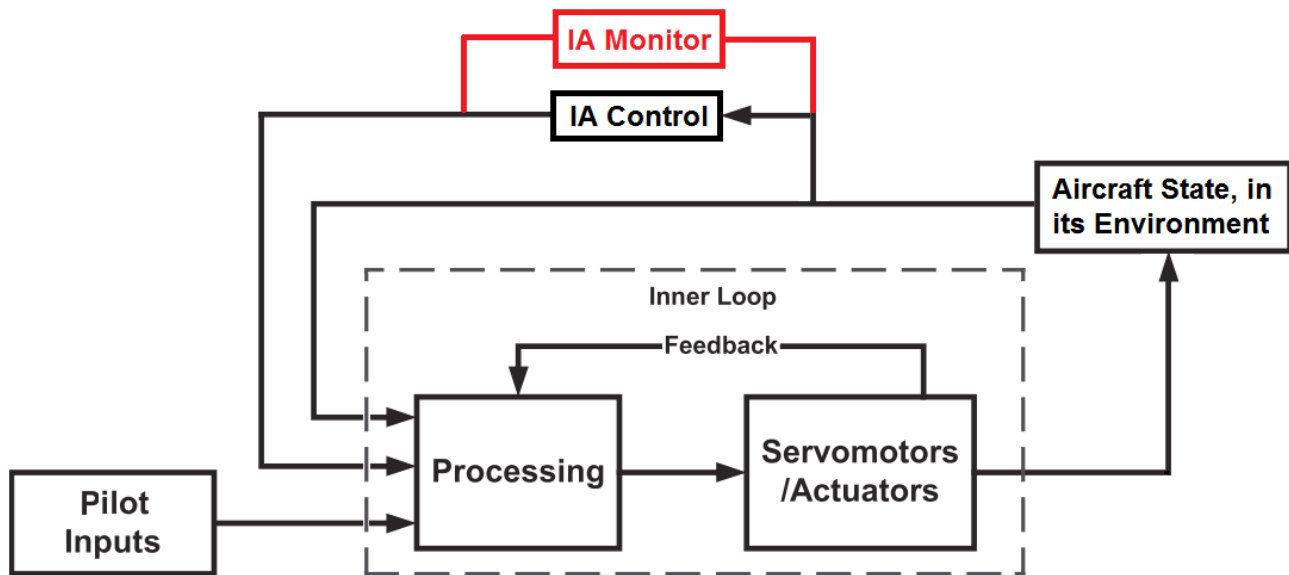 IA Monitor
IA Control
Aircraft State, in
its Environment
Inner Loop
Feedback
Processing
Servomotors
/Actuators
Pilot
Inputs